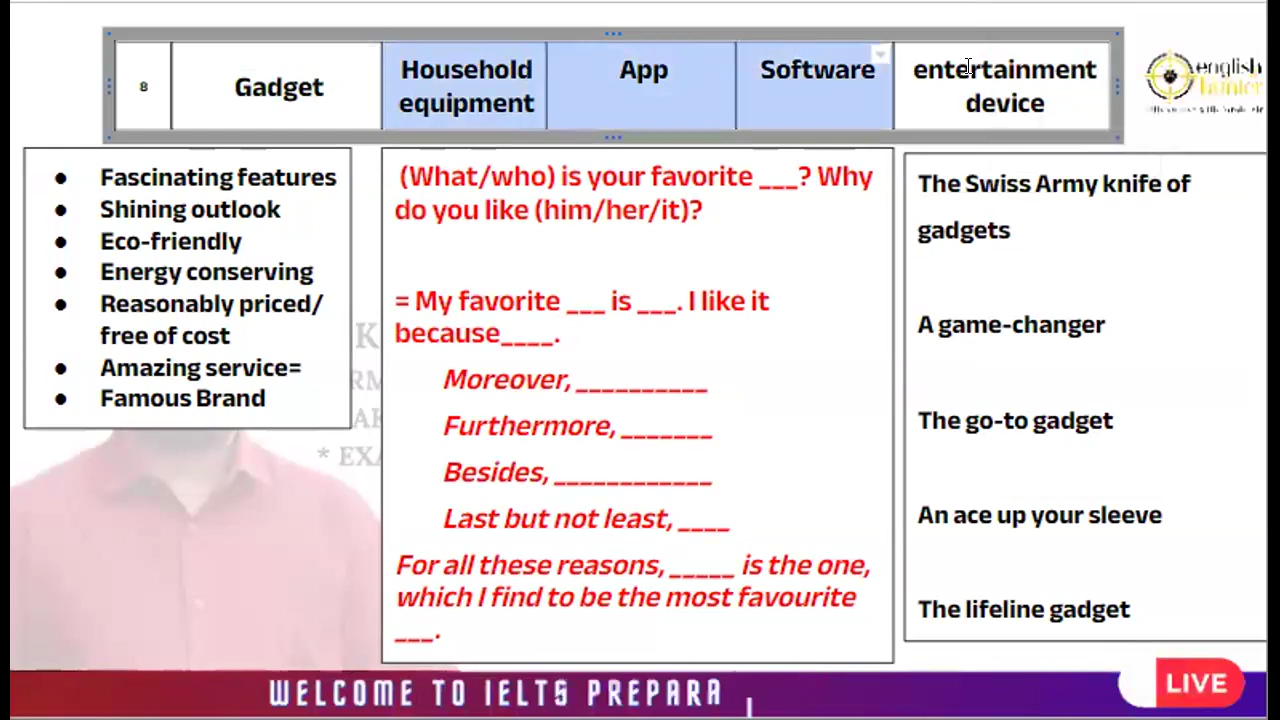 8
Gadget
Household
equipment
App
Software
entertainment
device
english
hunter
Fascinating features
Shining outlook
Eco-friendly
Energy conserving
Reasonably priced/
free of cost
Amazing service=
Famous Brand
(What/who) is your favorite ___? Why
do you like (him/her/it)?
= My favorite ___ is ___. I like it
because____.
Moreover, __________
Furthermore, _______
Besides, ____________
Last but not least, ____
For all these reasons, _____ is the one,
which I find to be the most favourite
___.
The Swiss Army knife of
gadgets
A game-changer
The go-to gadget
An ace up your sleeve
The lifeline gadget
* EXA
WELCOME TO IELTS PREPARA
LIVE